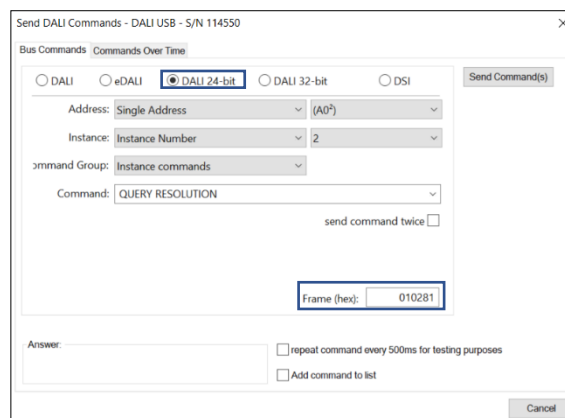 Send DALI Commands - DALI USB - S/N 114550
Bus Commands Commands Over Time
DALI eDALI DALI 24-bit DALI 32-bit DSI Send Command(s)
Address: Single Address (A0²)
Instance: Instance Number 2
ommand Group: Instance commands
Command: QUERY RESOLUTION
send command twice
Frame (hex): 010281
Answer:
repeat command every 500ms for testing purposes
Add command to list
Cancel